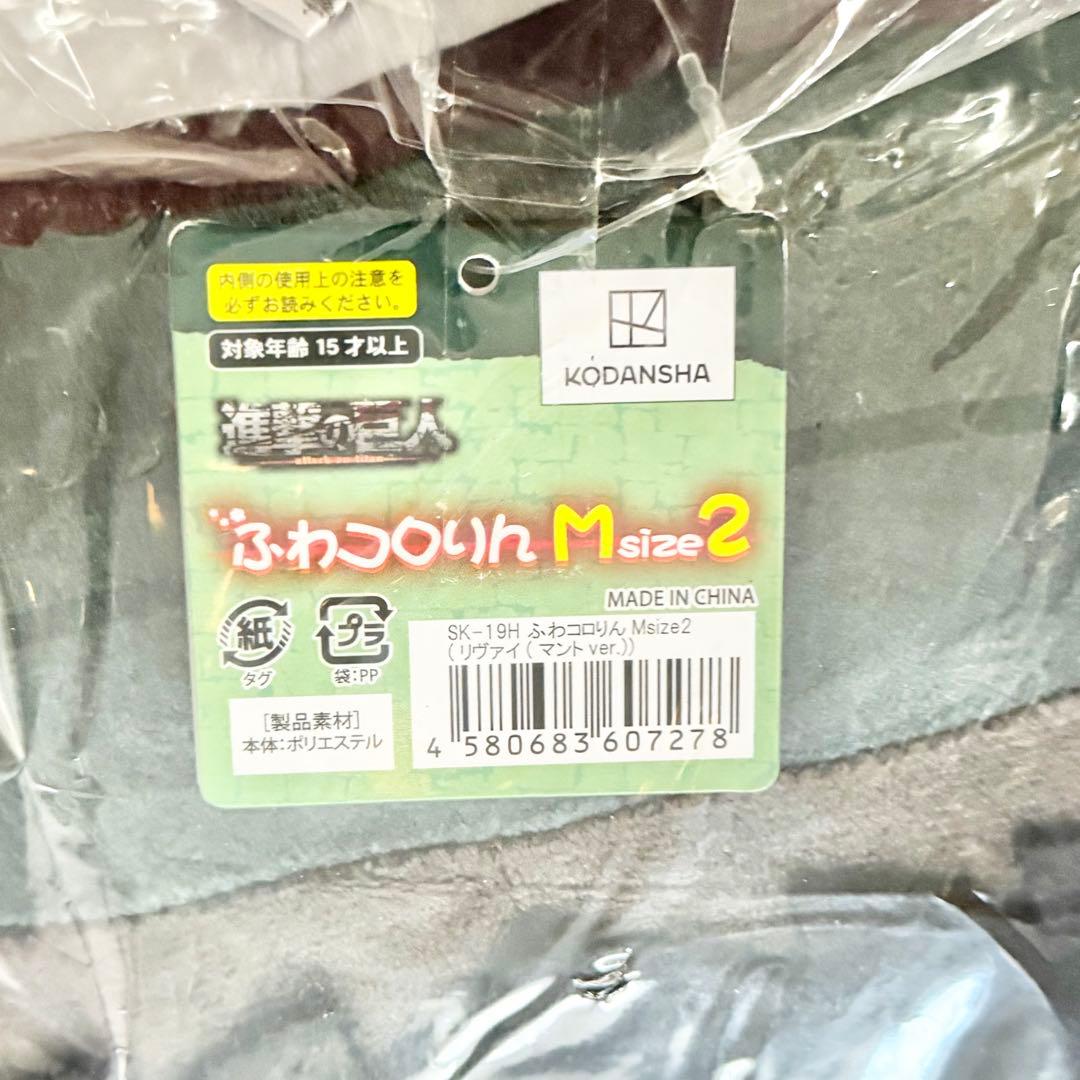 内側の使用上の注意を
必ずお読みください。
対象年齢 15才以上
KODANSHA
進撃の巨人
attack on titan
ふわコロりん Msize2
MADE IN CHINA
紙
タグ
プラ
袋:PP
SK-19H ふわコロりん Msize2
(リヴァイ(マントver.))
[製品素材]
本体:ポリエステル
4 580683 607278